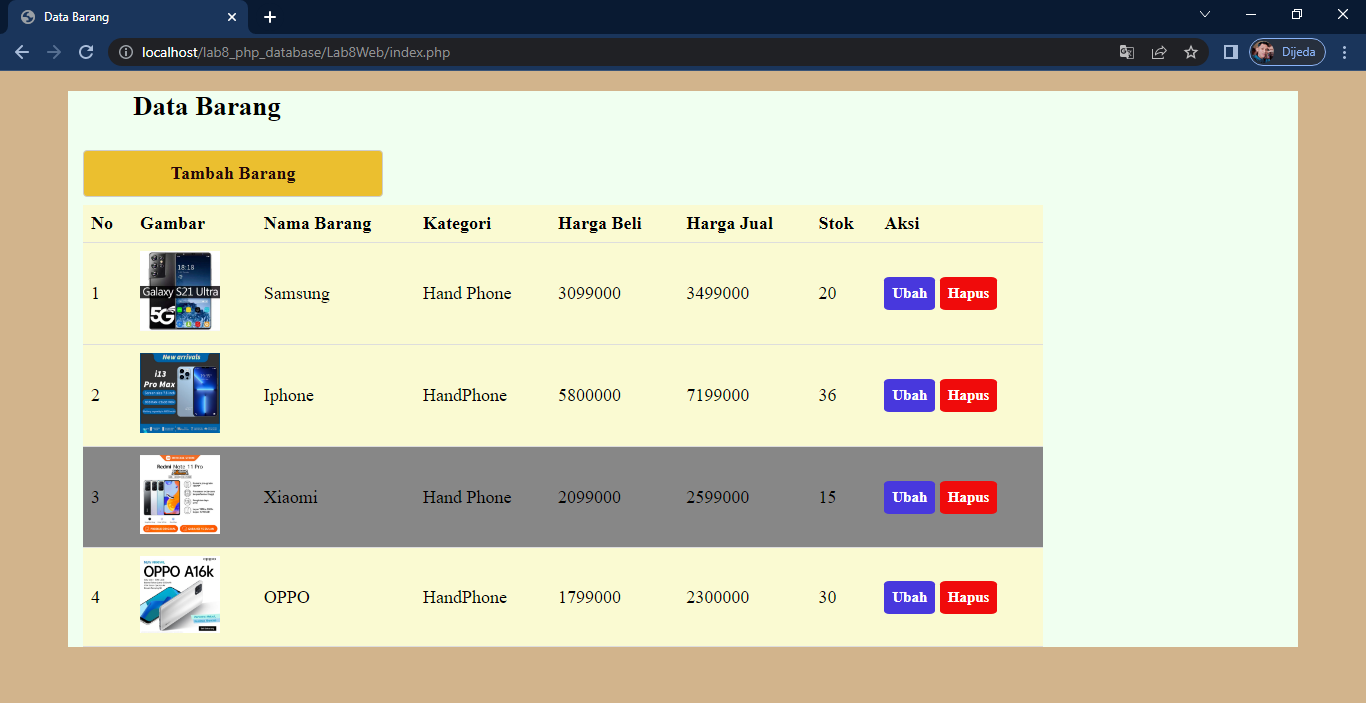 Data Barang
localhost/lab8_php_database/Lab8Web/index.php
Dijeda
Data Barang
Tambah Barang
No Gambar Nama Barang Kategori Harga Beli Harga Jual Stok Aksi
18:18
Galaxy S21 Ultra
5G
1 Samsung Hand Phone 3099000 3499000 20 Ubah Hapus
New arrivals
i13
Pro Max
2 Iphone HandPhone 5800000 7199000 36 Ubah Hapus
Redmi Note 11 Pro
3 Xiaomi Hand Phone 2099000 2599000 15 Ubah Hapus
OPPO A16k
4 OPPO HandPhone 1799000 2300000 30 Ubah Hapus